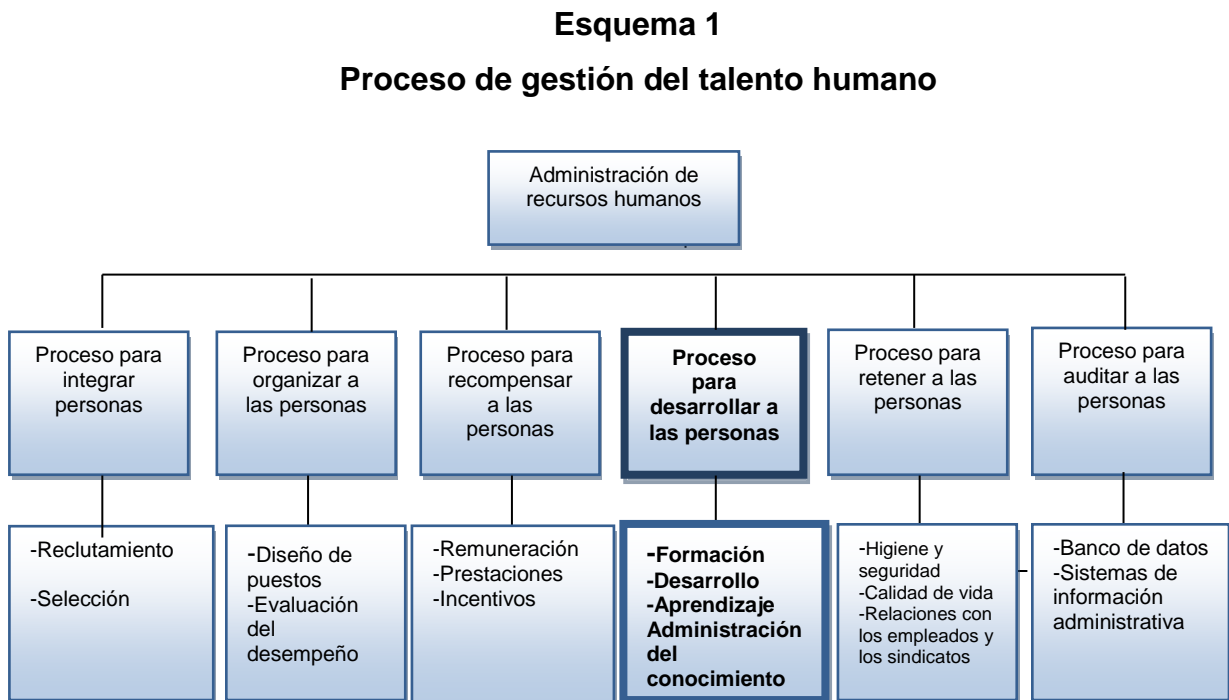 Esquema 1
Proceso de gestión del talento humano
Administración de
recursos humanos
Proceso para
integrar
personas
Proceso para
organizar a
las personas
Proceso para
recompensar
a las
personas
Proceso
para
desarrollar a
las personas
Proceso para
retener a las
personas
Proceso para
auditar a las
personas
-Reclutamiento
-Selección
-Diseño de
puestos
-Evaluación
del
desempeño
-Remuneración
-Prestaciones
-Incentivos
-Formación
-Desarrollo
-Aprendizaje
Administración
del
conocimiento
-Higiene y
seguridad
-Calidad de vida
-Relaciones con
los empleados y
los sindicatos
-Banco de datos
-Sistemas de
información
administrativa